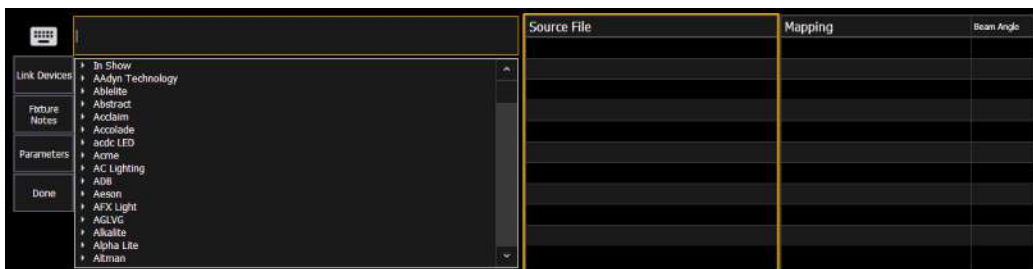 Source File
Mapping
Beam Angle
Link Devices
Fixture
Notes
Parameters
Done
In Show
AAdyn Technology
Ablelite
Abstract
Acclaim
Accolade
acdc LED
Acme
AC Lighting
ADB
Aeson
AFX Light
AGLVG
Alkalite
Alpha Lite
Altman